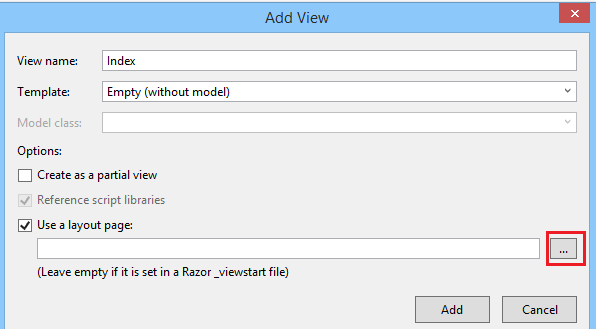 Add View
View name: Index
Template: Empty (without model)
Model class:
Options:
Create as a partial view
Reference script libraries
Use a layout page:
...
(Leave empty if it is set in a Razor _viewstart file)
Add Cancel